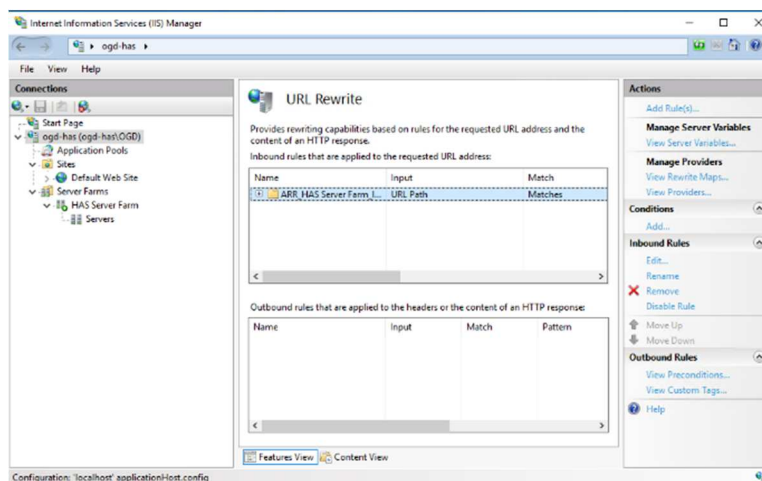 Internet Information Services (IIS) Manager
ogd-has
File View Help
Connections
Start Page
ogd-has (ogd-has\OGD)
Application Pools
Sites
Default Web Site
Server Farms
HAS Server Farm
Servers
URL Rewrite
Provides rewriting capabilities based on rules for the requested URL address and the
content of an HTTP response.
Inbound rules that are applied to the requested URL address:
Name Input Match
ARR_HAS Server Farm_l... URL Path Matches
Outbound rules that are applied to the headers or the content of an HTTP response:
Name Input Match Pattern
Features View Content View
Actions
Add Rule(s)...
Manage Server Variables
View Server Variables...
Manage Providers
View Rewrite Maps...
View Providers...
Conditions
Add...
Inbound Rules
Edit...
Rename
Remove
Disable Rule
Move Up
Move Down
Outbound Rules
View Preconditions...
View Custom Tags...
Help
Configuration: 'localhost' applicationHost.config